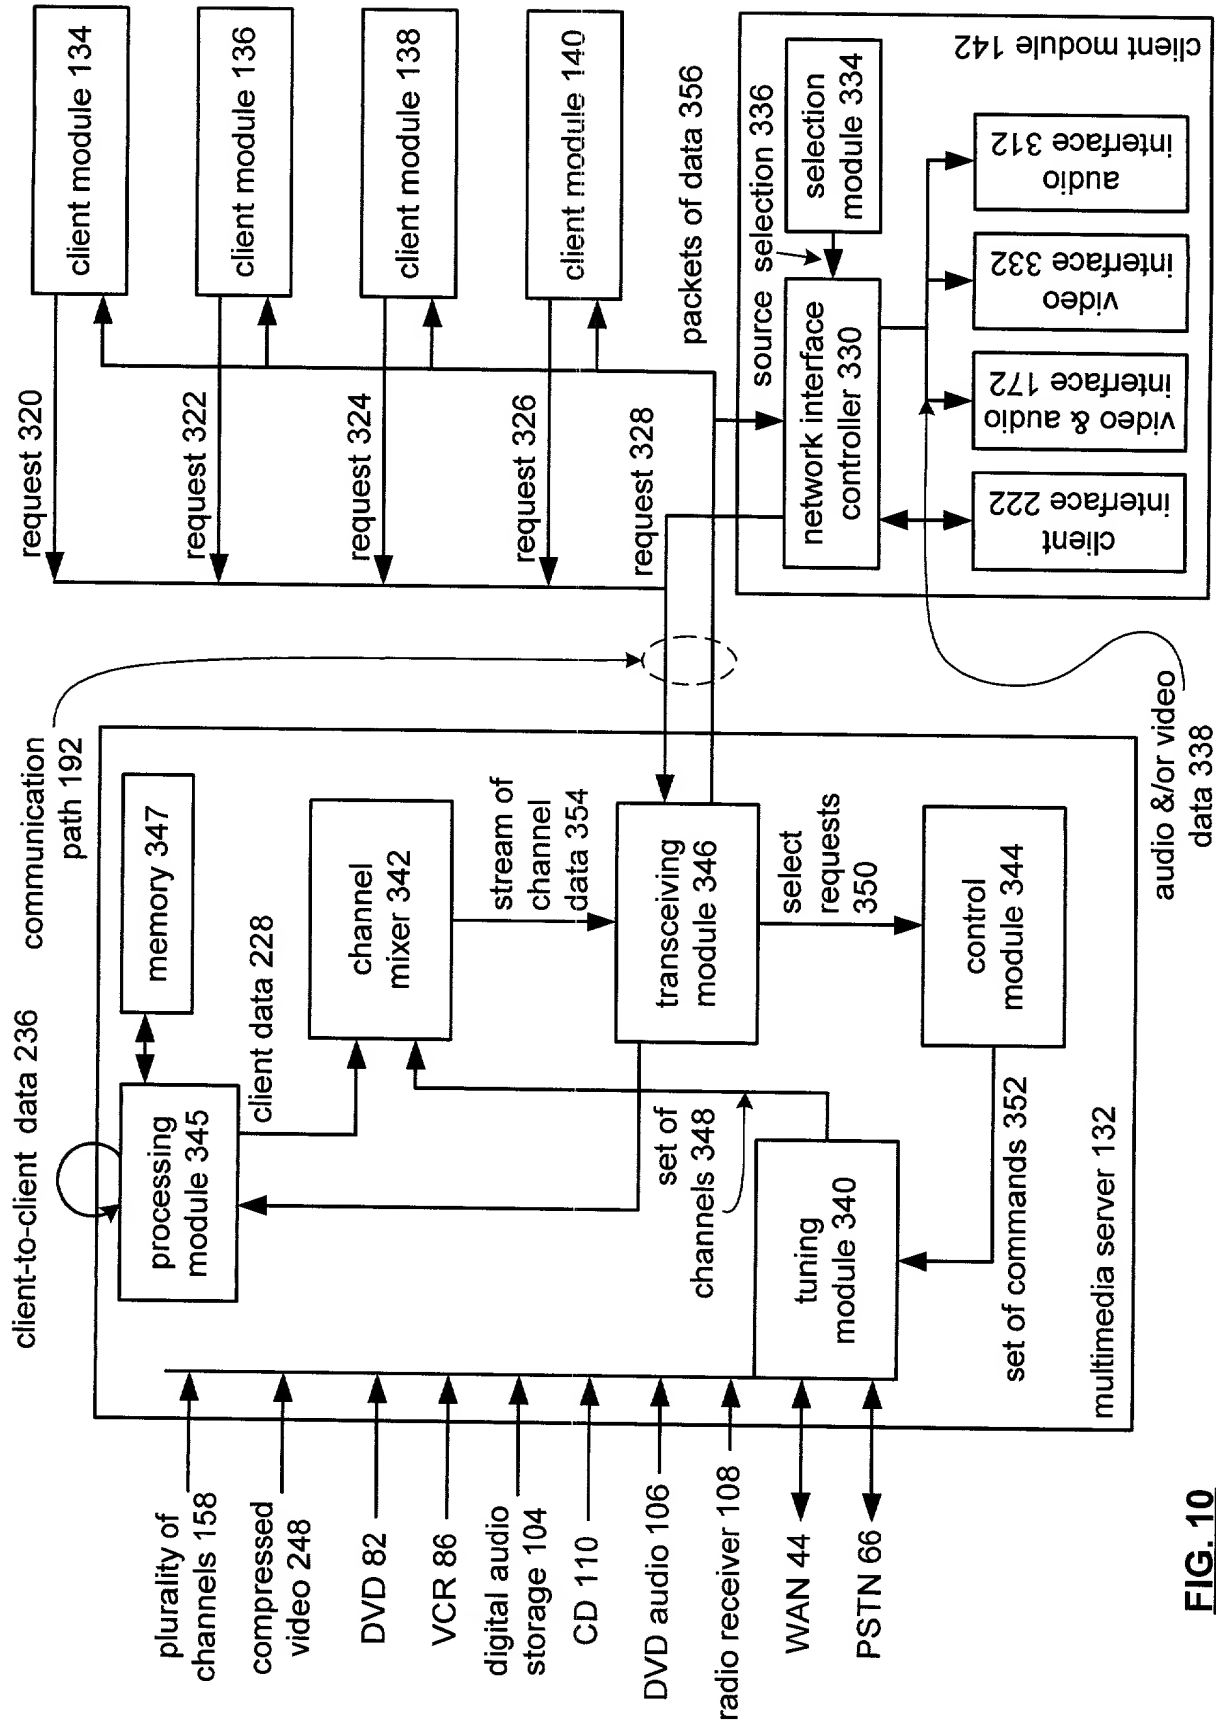 client-to-client data 236
communication
path 192
plurality of
channels 158
compressed
video 248
DVD 82
VCR 86
digital audio
storage 104
CD 110
DVD audio 106
radio receiver 108
WAN 44
PSTN 66
processing
module 345
memory 347
client data 228
channel
mixer 342
stream of
channel
data 354
set of
channels 348
transceiving
module 346
tuning
module 340
select
requests
350
control
module 344
set of commands 352
multimedia server 132
request 320
client module 134
request 322
client module 136
request 324
client module 138
request 326
client module 140
request 328
packets of data 356
source selection 336
network interface
controller 330
selection
module 334
client
interface 222
video & audio
interface 172
video
interface 332
audio
interface 312
client module 142
audio &/or video
data 338
FIG. 10